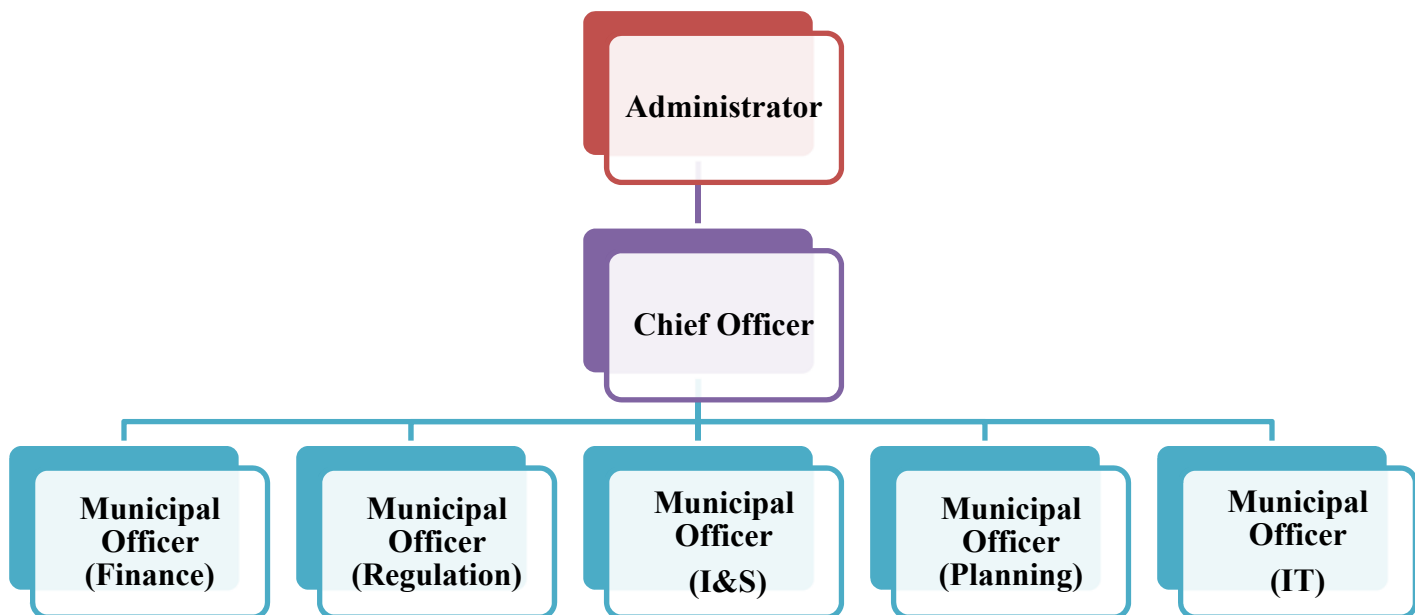 Administrator
Chief Officer
Municipal
Officer
(Finance)
Municipal
Officer
(Regulation)
Municipal
Officer
(I&S)
Municipal
Officer
(Planning)
Municipal
Officer
(IT)